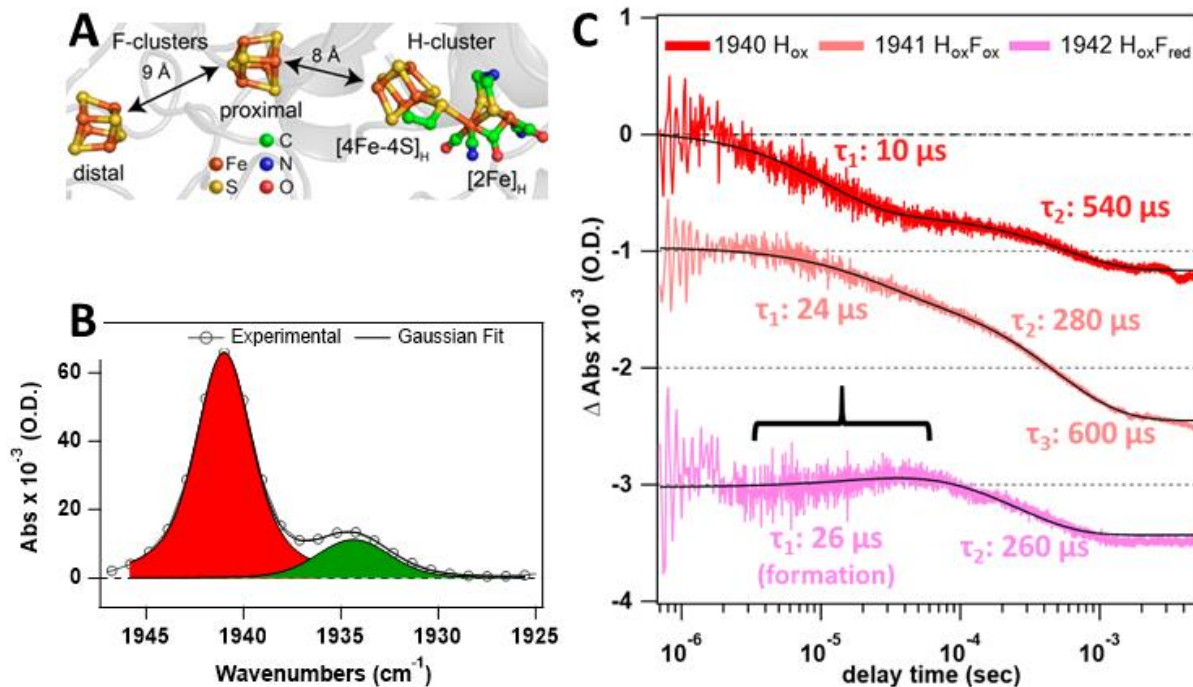 A
F-clusters
H-cluster
9 Å
8 Å
proximal
distal
[4Fe-4S]H
[2Fe]H
C
Fe
N
S
O
B
Experimental
Gaussian Fit
Abs x 10⁻³ (O.D.)
60
40
20
0
1945
1940
1935
1930
1925
Wavenumbers (cm⁻¹)
C
1940 Hox
1941 HoxFox
1942 HoxFred
Δ Abs x10⁻³ (O.D.)
1
0
-1
-2
-3
-4
τ₁: 10 μs
τ₂: 540 μs
τ₁: 24 μs
τ₂: 280 μs
τ₃: 600 μs
τ₁: 26 μs
(formation)
τ₂: 260 μs
10⁻⁶
10⁻⁵
10⁻⁴
10⁻³
delay time (sec)